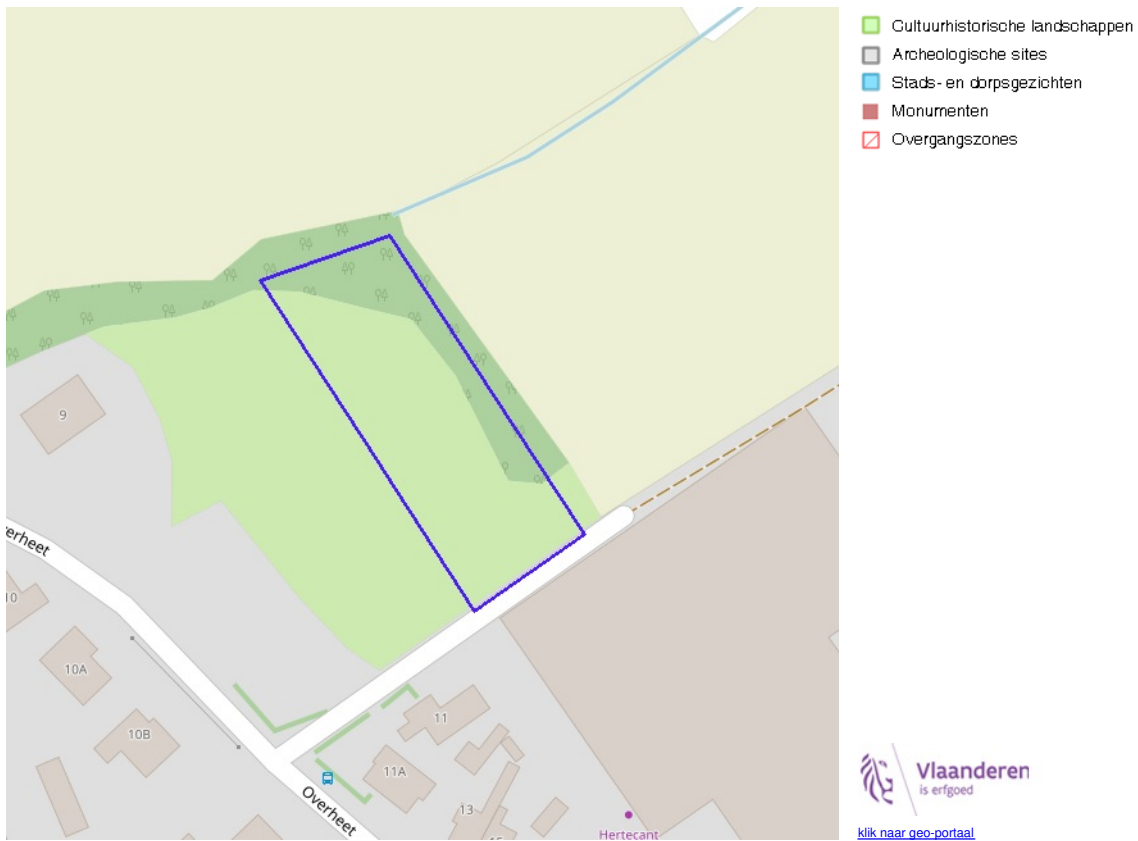 Cultuurhistorische landschappen
Archeologische sites
Stads- en dorpsgezichten
Monumenten
Overgangszones
9
erheet
10
10A
10B
11
11A
13
Overheet
Hertecant
Vlaanderen
is erfgoed
klik naar geo-portaal